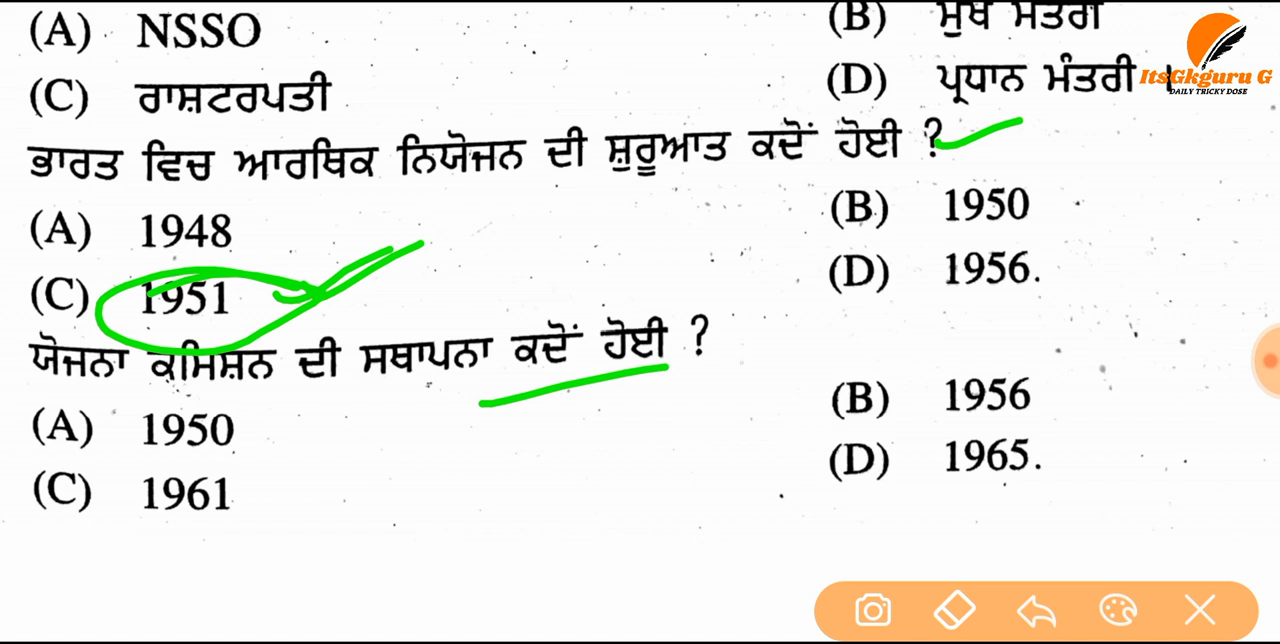 (A) NSSO
(B) ਮੁੱਖ ਮੰਤਰੀ
(C) ਰਾਸ਼ਟਰਪਤੀ
(D) ਪ੍ਰਧਾਨ ਮੰਤਰੀ ।
ItsGkguru G
DAILY TRICKY DOSE
ਭਾਰਤ ਵਿਚ ਆਰਥਿਕ ਨਿਯੋਜਨ ਦੀ ਸ਼ੁਰੂਆਤ ਕਦੋਂ ਹੋਈ ?
(A) 1948
(B) 1950
(C) 1951
(D) 1956.
ਯੋਜਨਾ ਕਮਿਸ਼ਨ ਦੀ ਸਥਾਪਨਾ ਕਦੋਂ ਹੋਈ ?
(A) 1950
(B) 1956
(C) 1961
(D) 1965.